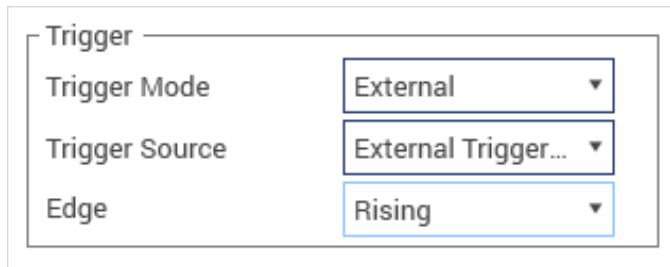 Trigger
Trigger Mode External
Trigger Source External Trigger...
Edge Rising